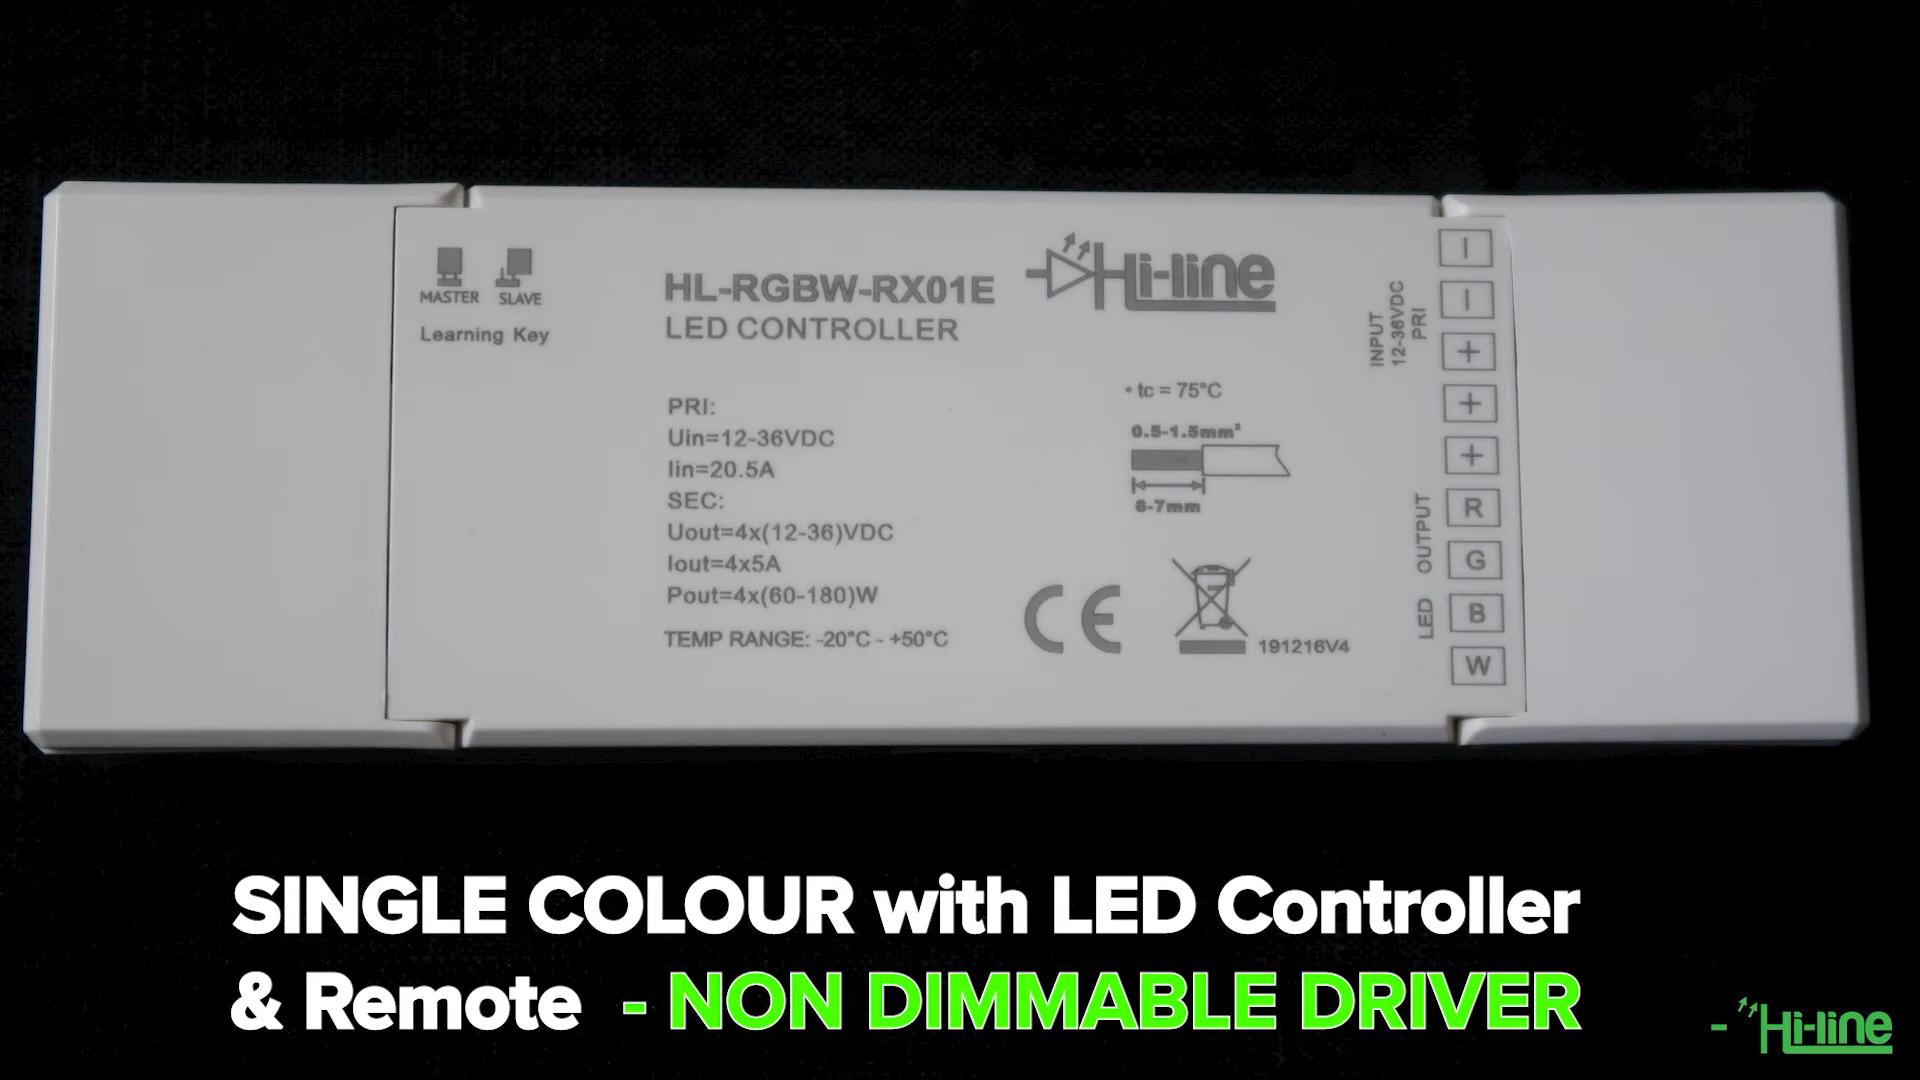 MASTER SLAVE
Learning Key
HL-RGBW-RX01E
LED CONTROLLER
Hi-line
PRI:
Uin=12-36VDC
Iin=20.5A
SEC:
Uout=4x(12-36)VDC
Iout=4x5A
Pout=4x(60-180)W
TEMP RANGE: -20°C ~ +50°C
• tc = 75°C
0.5-1.5mm²
6-7mm
CE
191216V4
INPUT
12-36VDC
PRI
LED OUTPUT
-
-
+
+
+
R
G
B
W
SINGLE COLOUR with LED Controller
& Remote - NON DIMMABLE DRIVER
- Hi-line